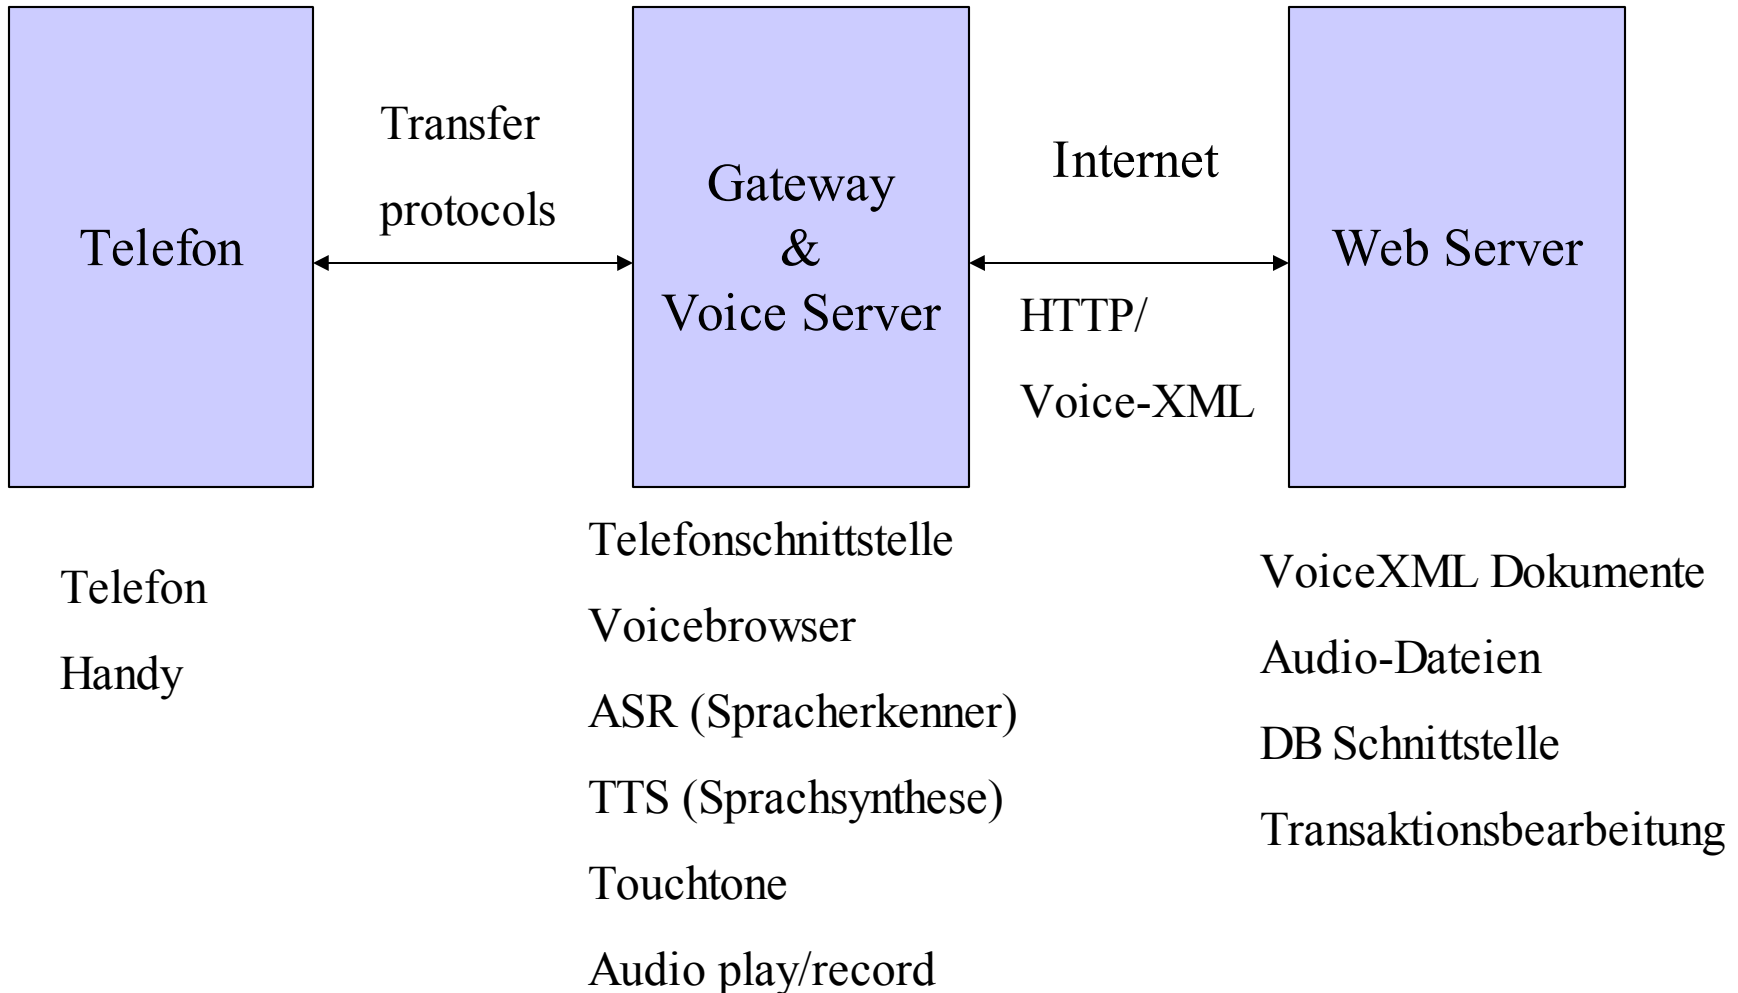 Telefon
Transfer
protocols
Gateway
&
Voice Server
Internet
HTTP/
Voice-XML
Web Server
Telefon
Handy
Telefonschnittstelle
Voicebrowser
ASR (Spracherkenner)
TTS (Sprachsynthese)
Touchtone
Audio play/record
VoiceXML Dokumente
Audio-Dateien
DB Schnittstelle
Transaktionsbearbeitung